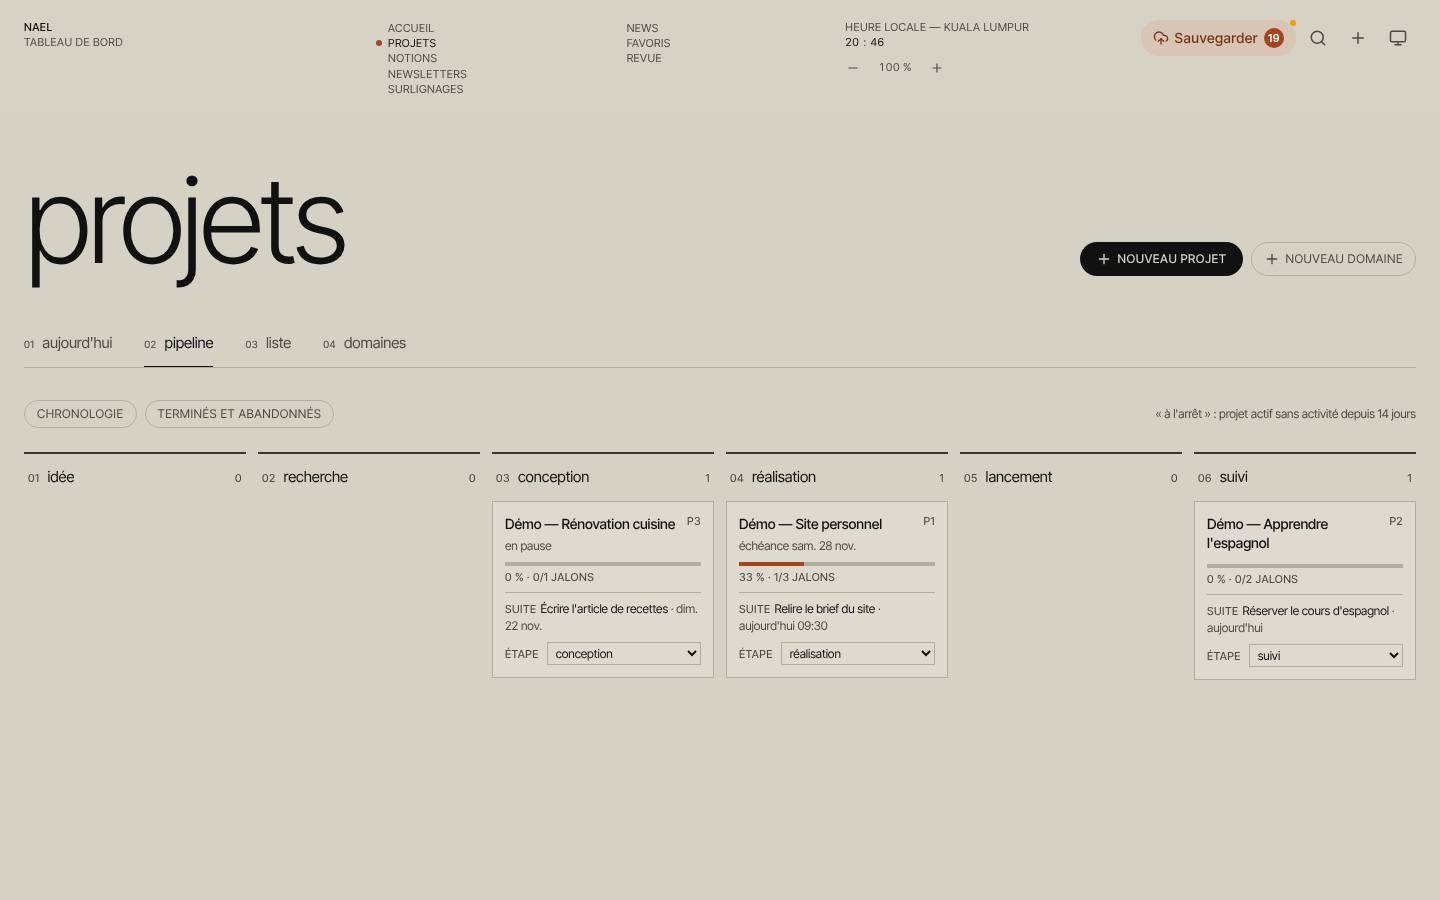 NAEL
TABLEAU DE BORD
ACCUEIL
PROJETS
NOTIONS
NEWSLETTERS
SURLIGNAGES
NEWS
FAVORIS
REVUE
HEURE LOCALE — KUALA LUMPUR
20 : 46
100 %
Sauvegarder 19
projets
NOUVEAU PROJET
NOUVEAU DOMAINE
01 aujourd'hui
02 pipeline
03 liste
04 domaines
CHRONOLOGIE
TERMINÉS ET ABANDONNÉS
« à l'arrêt » : projet actif sans activité depuis 14 jours
01 idée 0
02 recherche 0
03 conception 1
Démo — Rénovation cuisine P3
en pause
0 % · 0/1 JALONS
SUITE Écrire l'article de recettes · dim.
22 nov.
ÉTAPE conception
04 réalisation 1
Démo — Site personnel P1
échéance sam. 28 nov.
33 % · 1/3 JALONS
SUITE Relire le brief du site ·
aujourd'hui 09:30
ÉTAPE réalisation
05 lancement 0
06 suivi 1
Démo — Apprendre P2
l'espagnol
0 % · 0/2 JALONS
SUITE Réserver le cours d'espagnol ·
aujourd'hui
ÉTAPE suivi